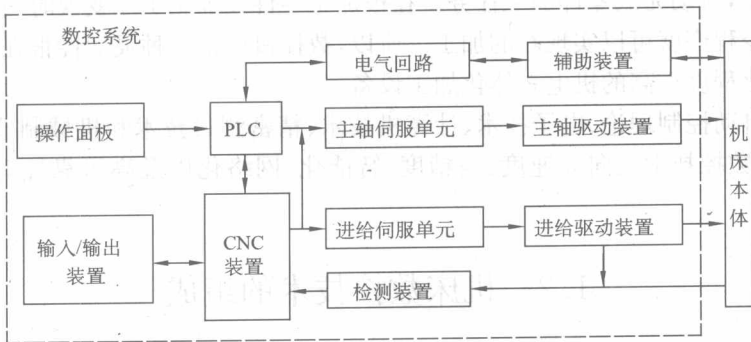 数控系统
操作面板
PLC
电气回路
辅助装置
主轴伺服单元
主轴驱动装置
机床本体
输入/输出
装置
CNC
装置
进给伺服单元
进给驱动装置
检测装置